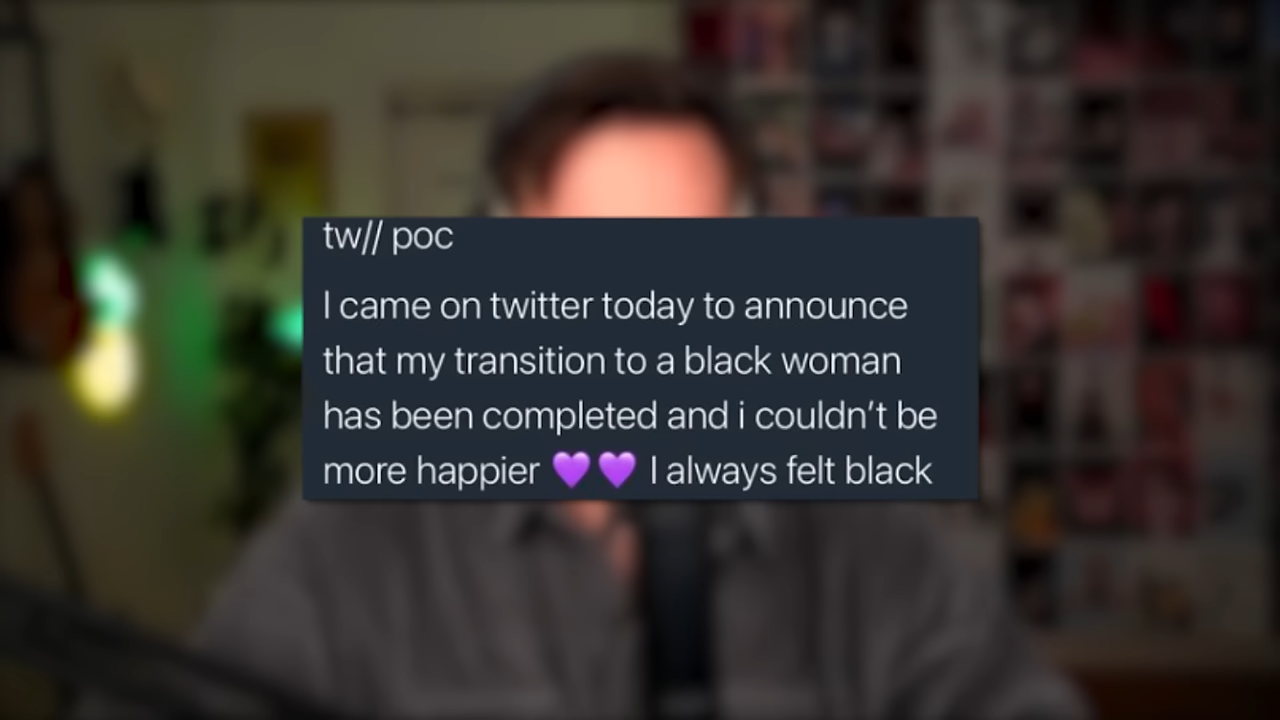 tw// poc
I came on twitter today to announce
that my transition to a black woman
has been completed and i couldn't be
more happier 💜💜 I always felt black